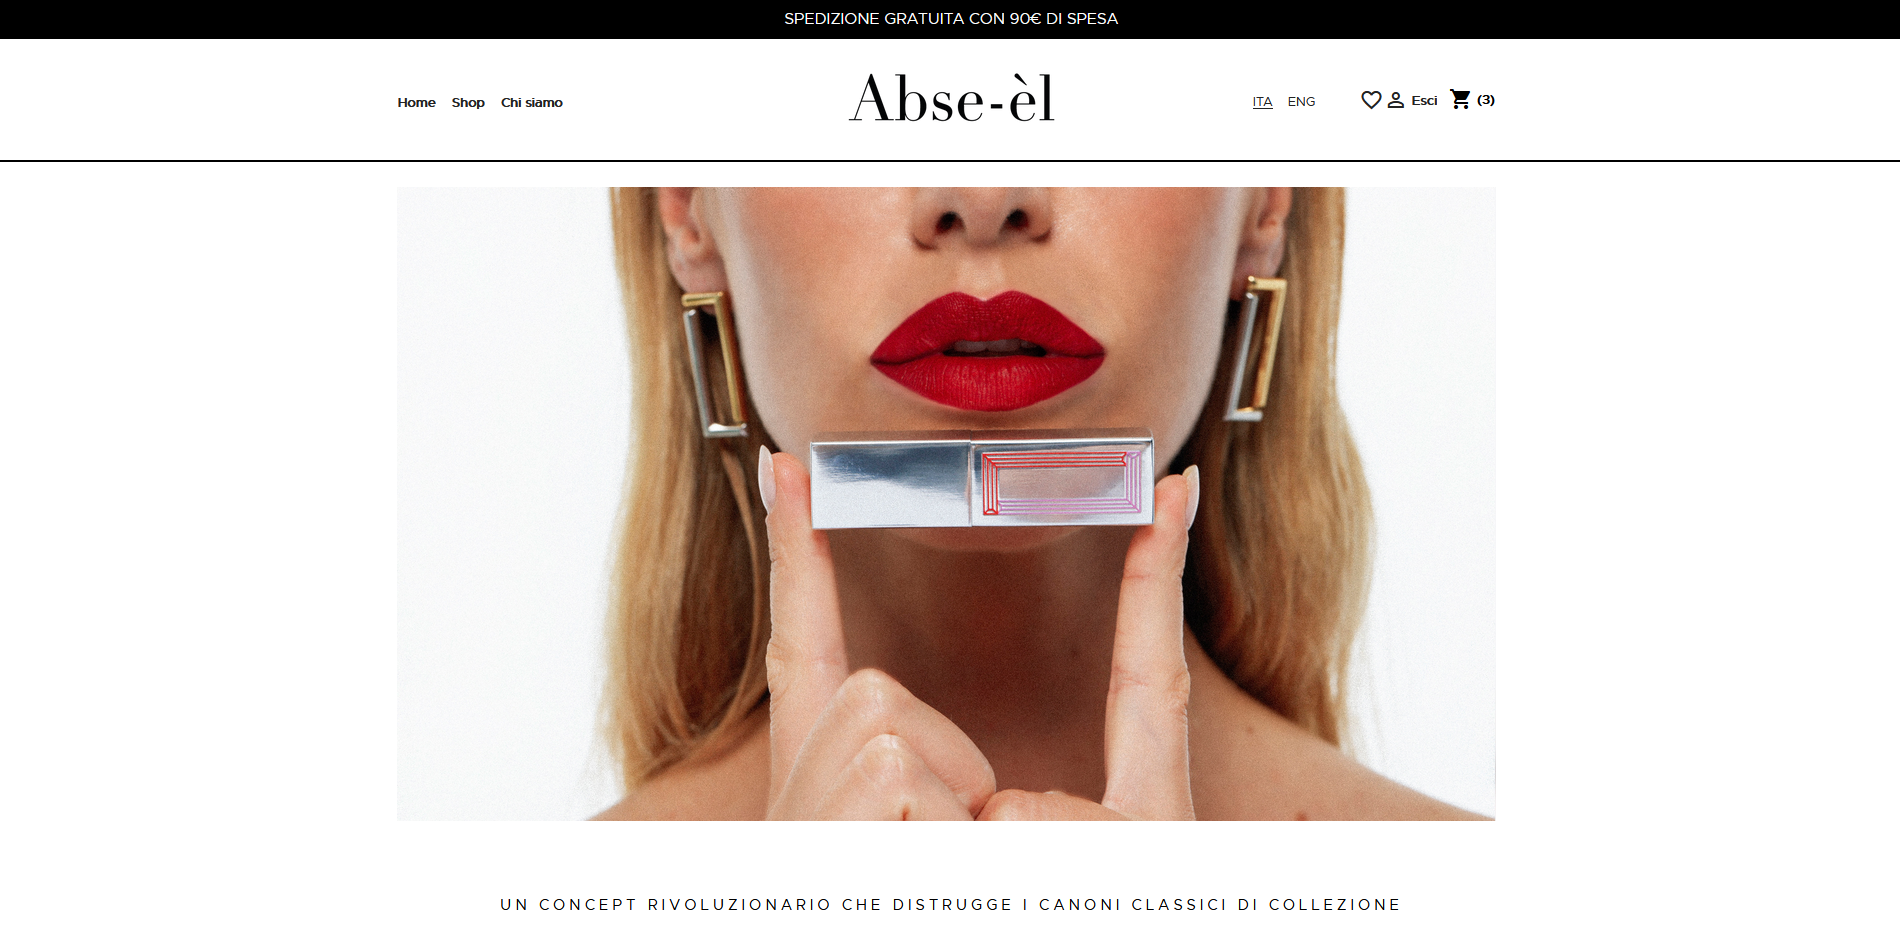 SPEDIZIONE GRATUITA CON 90€ DI SPESA
Home Shop Chi siamo
Abse-èl
ITA ENG
Esci (3)
UN CONCEPT RIVOLUZIONARIO CHE DISTRUGGE I CANONI CLASSICI DI COLLEZIONE